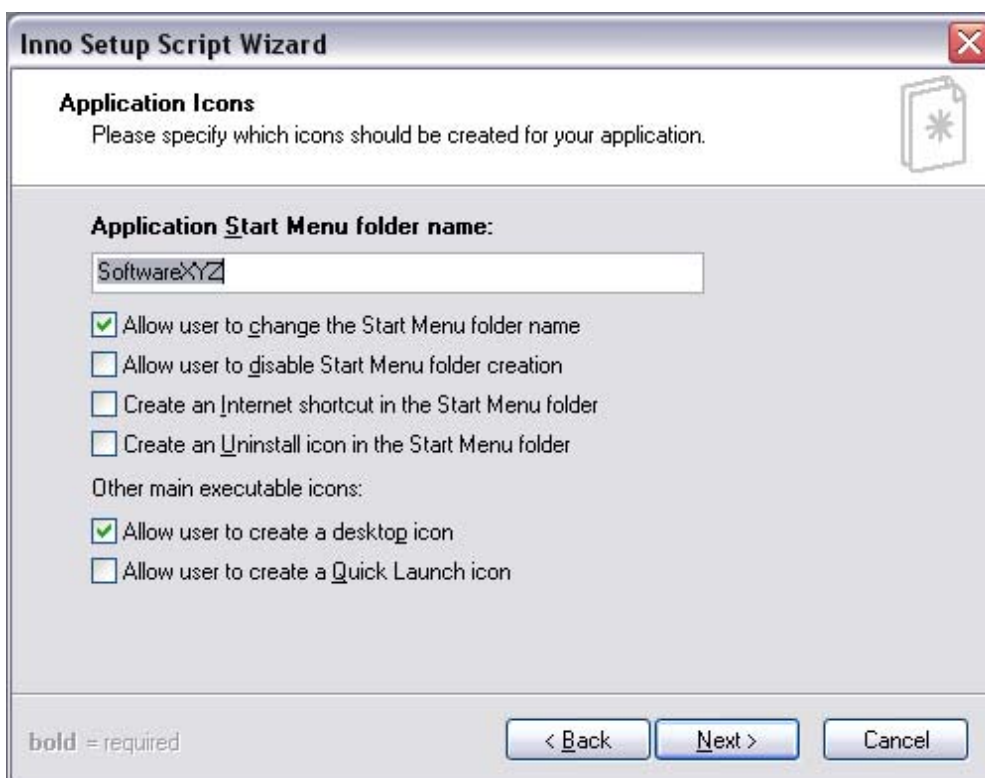 Inno Setup Script Wizard
Application Icons
Please specify which icons should be created for your application.
Application Start Menu folder name:
SoftwareXYZ
Allow user to change the Start Menu folder name
Allow user to disable Start Menu folder creation
Create an Internet shortcut in the Start Menu folder
Create an Uninstall icon in the Start Menu folder
Other main executable icons:
Allow user to create a desktop icon
Allow user to create a Quick Launch icon
bold = required
< Back
Next >
Cancel